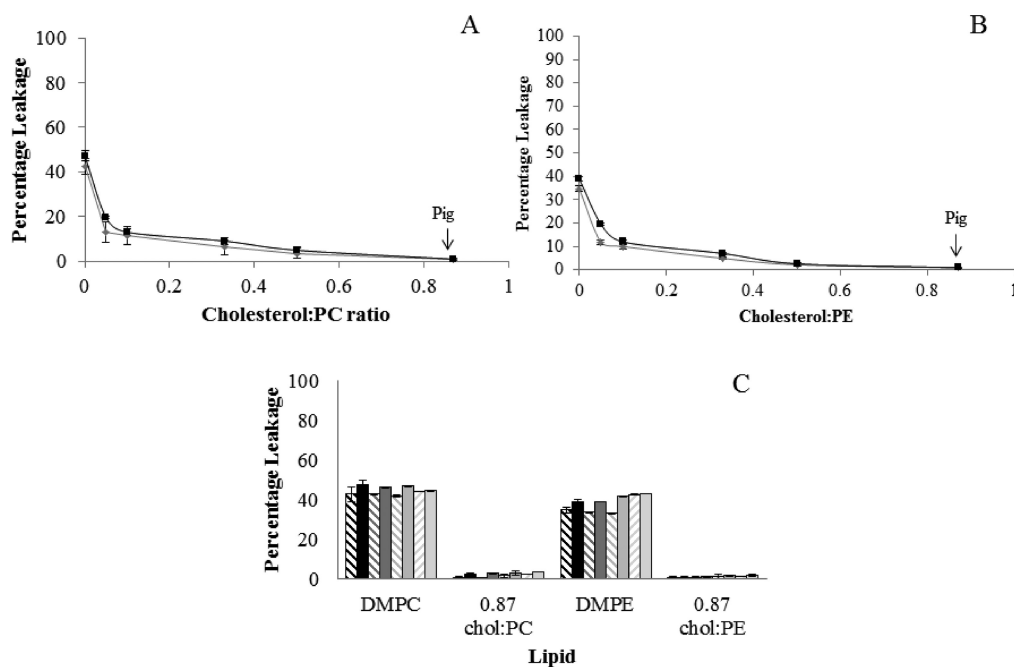 A
Percentage Leakage
100
80
60
40
20
0
Pig
0 0.2 0.4 0.6 0.8 1
Cholesterol:PC ratio
B
Percentage Leakage
100
90
80
70
60
50
40
30
20
10
0
Pig
0 0.2 0.4 0.6 0.8 1
Cholesterol:PE
C
Percentage Leakage
100
80
60
40
20
0
DMPC 0.87 DMPE 0.87
chol:PC chol:PE
Lipid